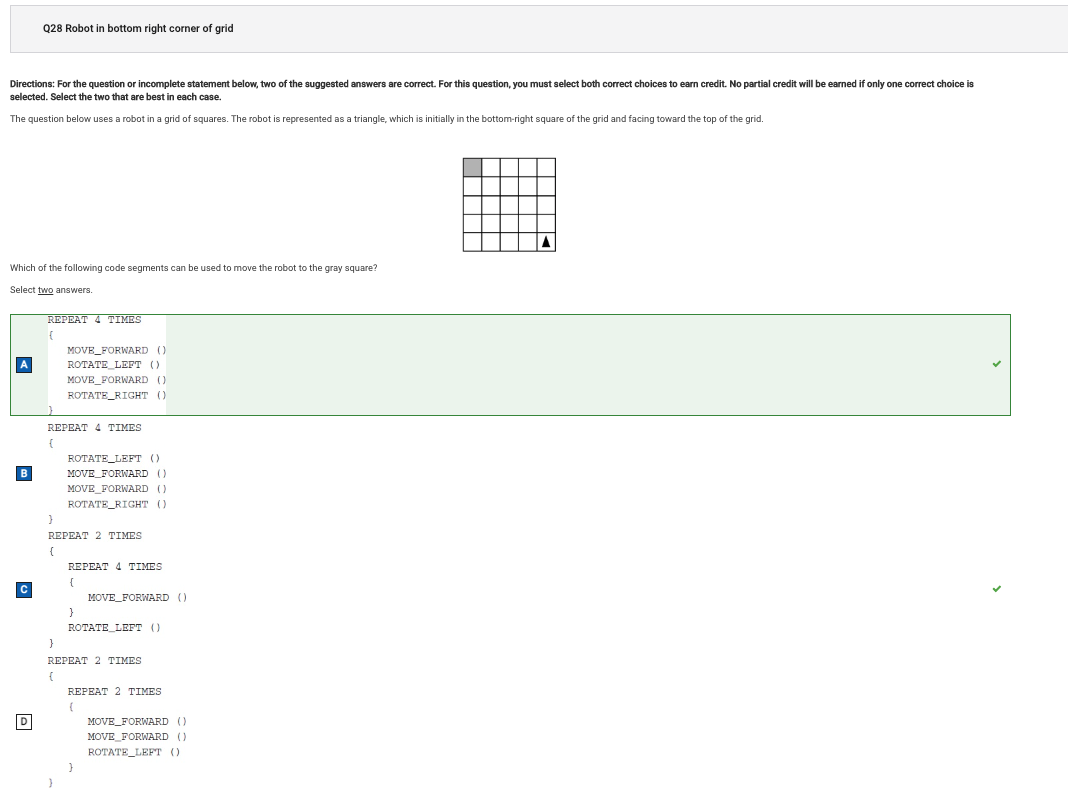 Q28 Robot in bottom right corner of grid
Directions: For the question or incomplete statement below, two of the suggested answers are correct. For this question, you must select both correct choices to earn credit. No partial credit will be earned if only one correct choice is
selected. Select the two that are best in each case.
The question below uses a robot in a grid of squares. The robot is represented as a triangle, which is initially in the bottom-right square of the grid and facing toward the top of the grid.
Which of the following code segments can be used to move the robot to the gray square?
Select two answers.
A
REPEAT 4 TIMES
{
MOVE_FORWARD ()
ROTATE_LEFT ()
MOVE_FORWARD ()
ROTATE_RIGHT ()
}
B
REPEAT 4 TIMES
{
ROTATE_LEFT ()
MOVE_FORWARD ()
MOVE_FORWARD ()
ROTATE_RIGHT ()
}
C
REPEAT 2 TIMES
{
REPEAT 4 TIMES
{
MOVE_FORWARD ()
}
ROTATE_LEFT ()
}
D
REPEAT 2 TIMES
{
REPEAT 2 TIMES
{
MOVE_FORWARD ()
MOVE_FORWARD ()
ROTATE_LEFT ()
}
}